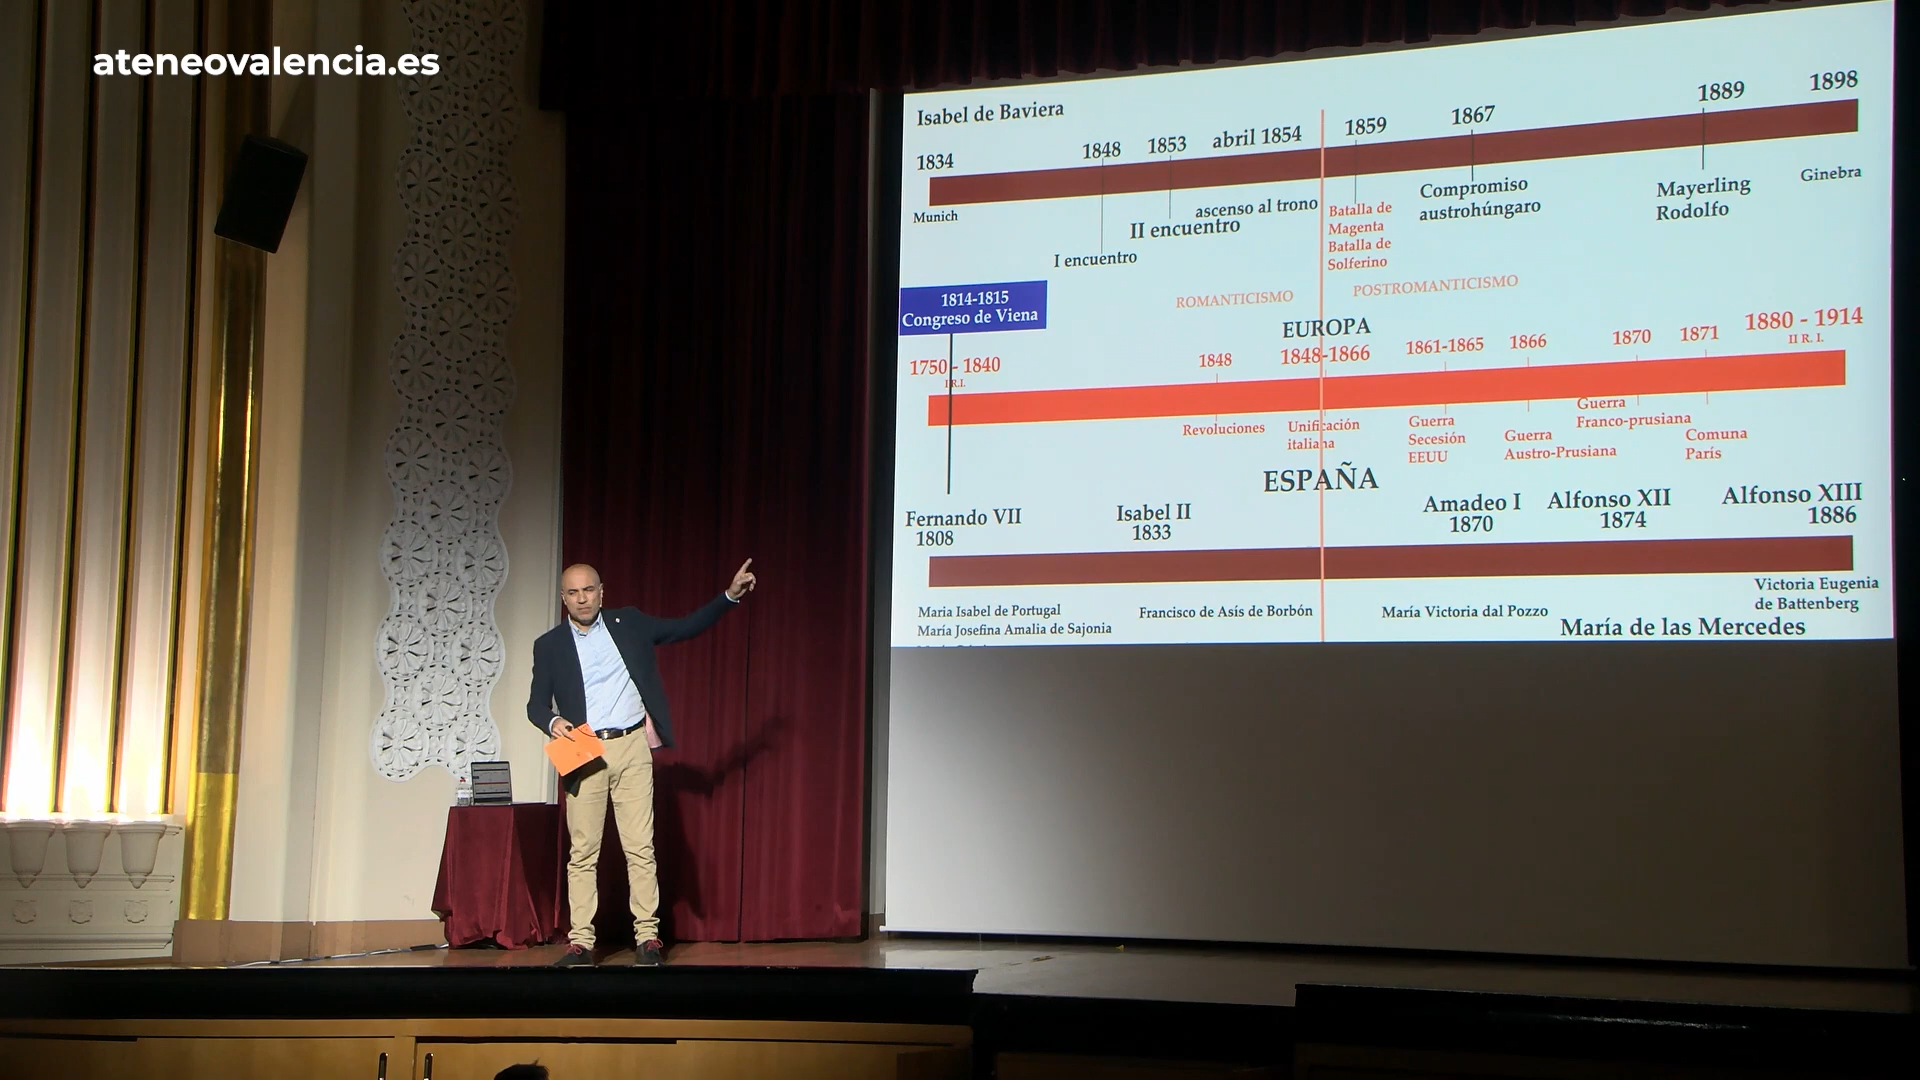 ateneovalencia.es
Isabel de Baviera
1834
1848
1853
abril 1854
1859
1867
1889
1898
Munich
I encuentro
II encuentro
ascenso al trono
Batalla de
Magenta
Batalla de
Solferino
Compromiso
austrohúngaro
Mayerling
Rodolfo
Ginebra
1814-1815
Congreso de Viena
ROMANTICISMO
POSTROMANTICISMO
EUROPA
1750 - 1840
I R.I.
1848
1848-1866
1861-1865
1866
1870
1871
1880 - 1914
II R. I.
Revoluciones
Unificación
italiana
Guerra
Secesión
EEUU
Guerra
Austro-Prusiana
Guerra
Franco-prusiana
Comuna
París
ESPAÑA
Fernando VII
1808
Isabel II
1833
Amadeo I
1870
Alfonso XII
1874
Alfonso XIII
1886
Maria Isabel de Portugal
María Josefina Amalia de Sajonia
Francisco de Asís de Borbón
María Victoria dal Pozzo
María de las Mercedes
Victoria Eugenia
de Battenberg